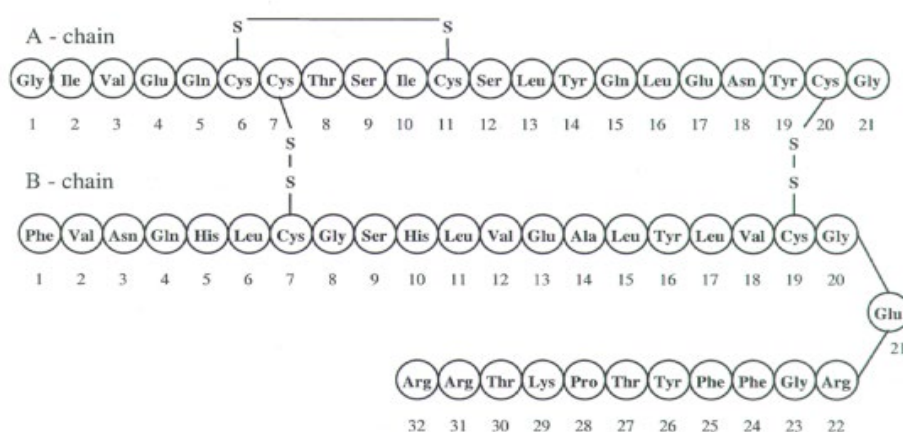 S S
A - chain
Gly Ile Val Glu Gln Cys Cys Thr Ser Ile Cys Ser Leu Tyr Gln Leu Glu Asn Tyr Cys Gly
1 2 3 4 5 6 7 8 9 10 11 12 13 14 15 16 17 18 19 20 21
S S
S S
B - chain
Phe Val Asn Gln His Leu Cys Gly Ser His Leu Val Glu Ala Leu Tyr Leu Val Cys Gly
1 2 3 4 5 6 7 8 9 10 11 12 13 14 15 16 17 18 19 20
Glu
21
Arg Arg Thr Lys Pro Thr Tyr Phe Phe Gly Arg
32 31 30 29 28 27 26 25 24 23 22